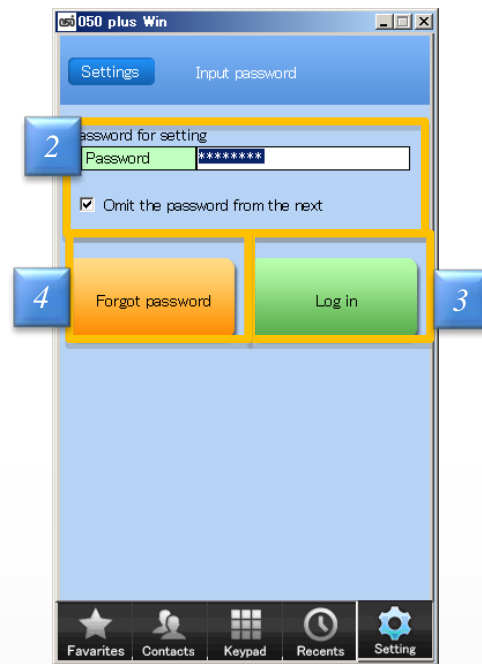 050 050 plus Win
Settings
Input password
2
assword for setting
Password ********
Omit the password from the next
4
Forgot password
Log in
3
Favarites Contacts Keypad Recents Setting